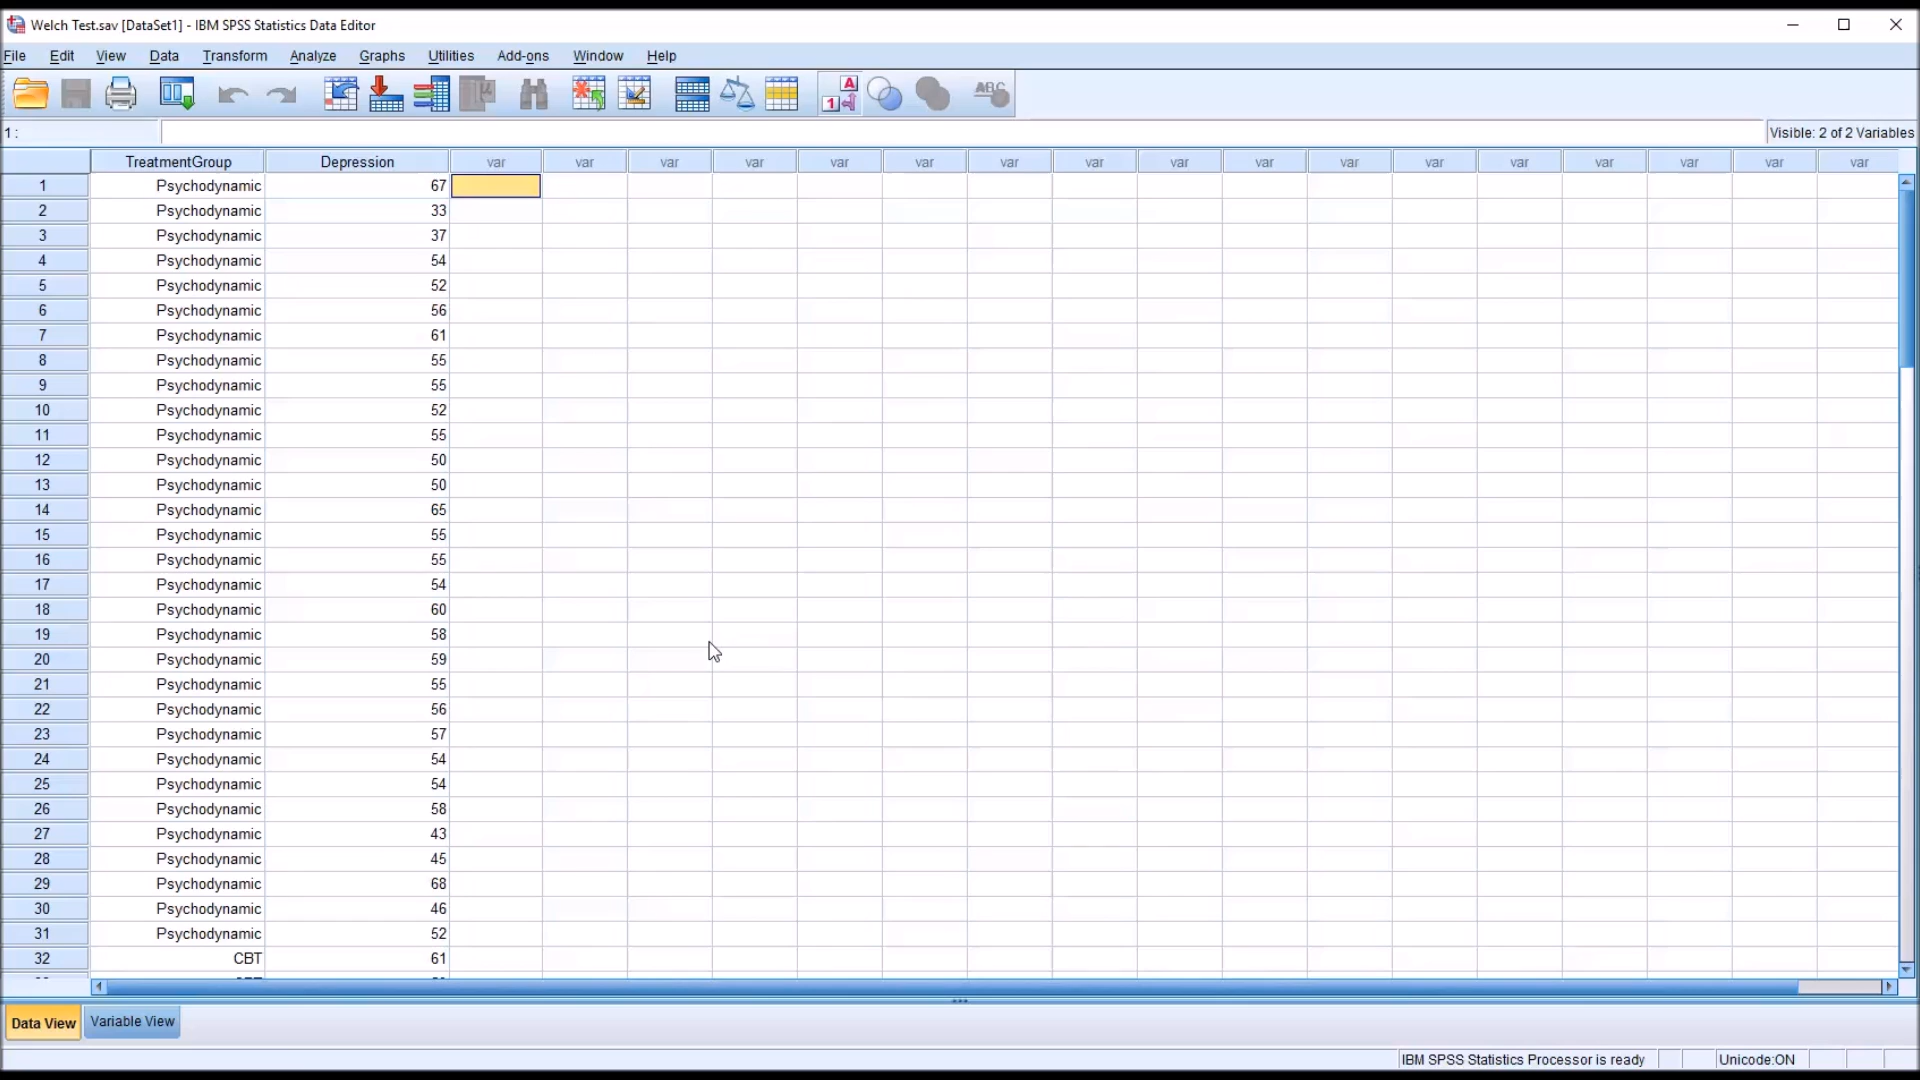 Welch Test.sav [DataSet1] - IBM SPSS Statistics Data Editor
File Edit View Data Transform Analyze Graphs Utilities Add-ons Window Help
A
1
ABC
1 :
Visible: 2 of 2 Variables
TreatmentGroup Depression var var var var var var var var var var var var var var var var var
1 Psychodynamic 67
2 Psychodynamic 33
3 Psychodynamic 37
4 Psychodynamic 54
5 Psychodynamic 52
6 Psychodynamic 56
7 Psychodynamic 61
8 Psychodynamic 55
9 Psychodynamic 55
10 Psychodynamic 52
11 Psychodynamic 55
12 Psychodynamic 50
13 Psychodynamic 50
14 Psychodynamic 65
15 Psychodynamic 55
16 Psychodynamic 55
17 Psychodynamic 54
18 Psychodynamic 60
19 Psychodynamic 58
20 Psychodynamic 59
21 Psychodynamic 55
22 Psychodynamic 56
23 Psychodynamic 57
24 Psychodynamic 54
25 Psychodynamic 54
26 Psychodynamic 58
27 Psychodynamic 43
28 Psychodynamic 45
29 Psychodynamic 68
30 Psychodynamic 46
31 Psychodynamic 52
32 CBT 61
Data View Variable View
IBM SPSS Statistics Processor is ready Unicode:ON